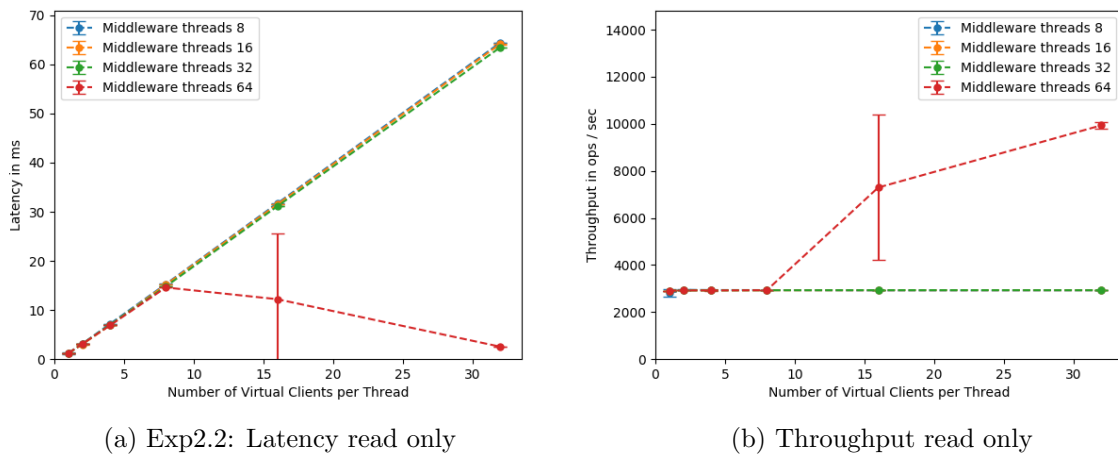 70
60
50
40
30
20
10
0
Latency in ms
0 5 10 15 20 25 30
Number of Virtual Clients per Thread
Middleware threads 8
Middleware threads 16
Middleware threads 32
Middleware threads 64
(a) Exp2.2: Latency read only
14000
12000
10000
8000
6000
4000
2000
0
Throughput in ops / sec
0 5 10 15 20 25 30
Number of Virtual Clients per Thread
Middleware threads 8
Middleware threads 16
Middleware threads 32
Middleware threads 64
(b) Throughput read only